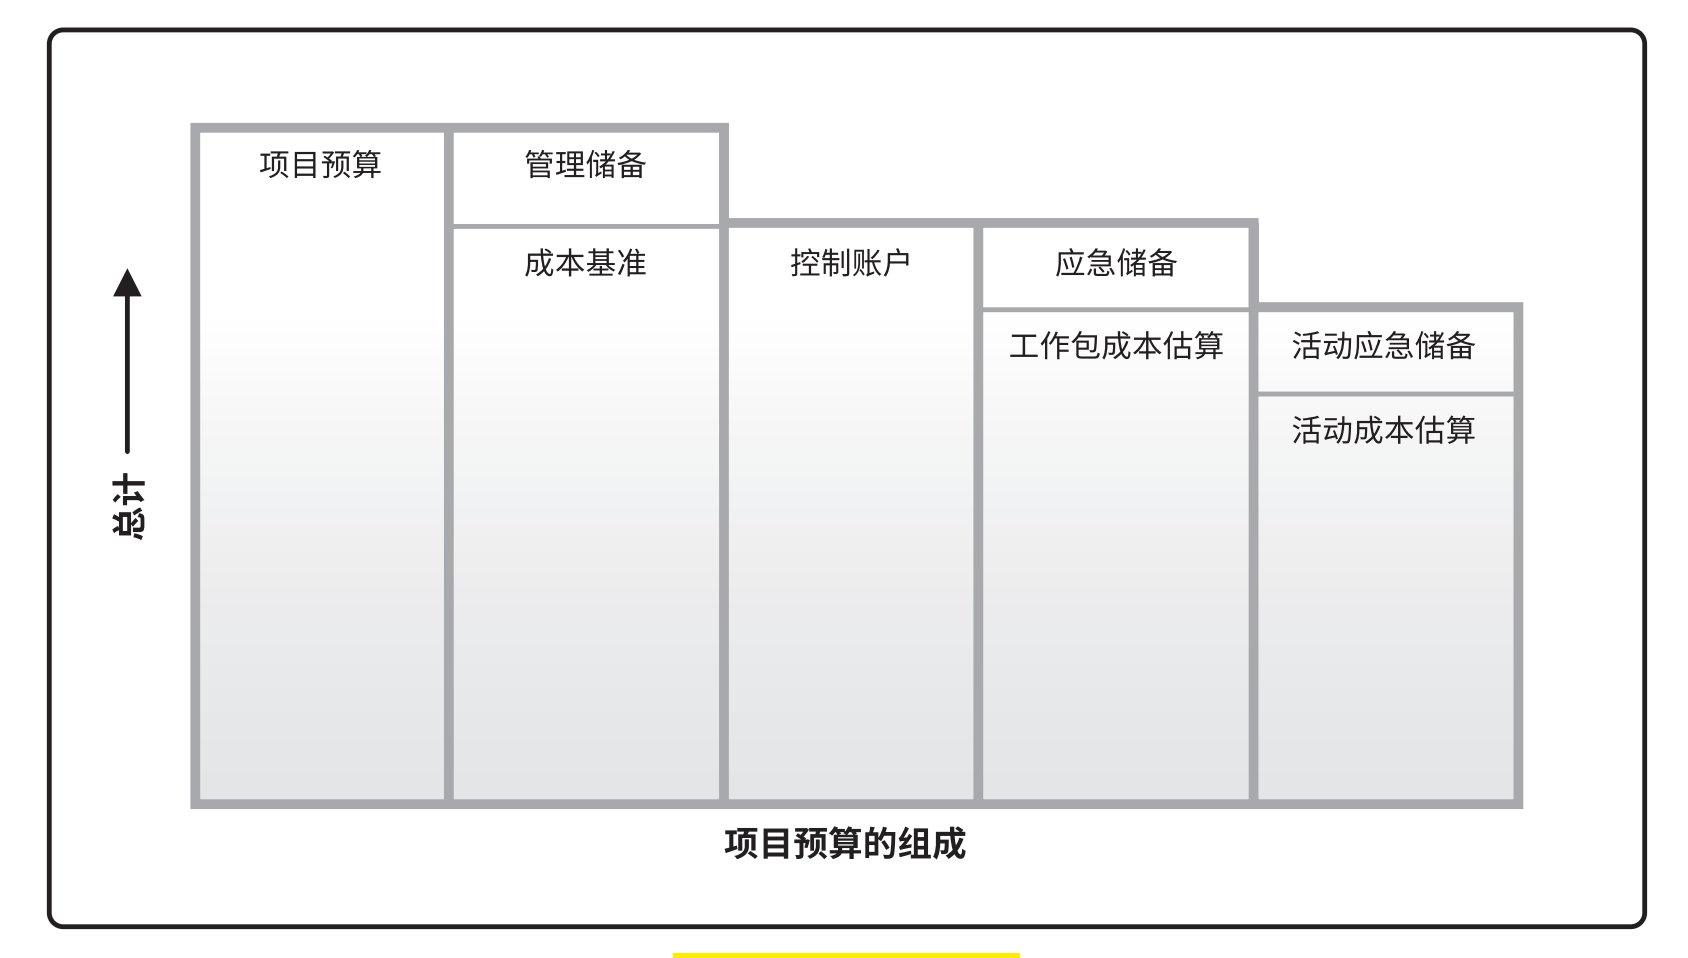 项目预算
管理储备
成本基准
控制账户
应急储备
工作包成本估算
活动应急储备
活动成本估算
总计
项目预算的组成